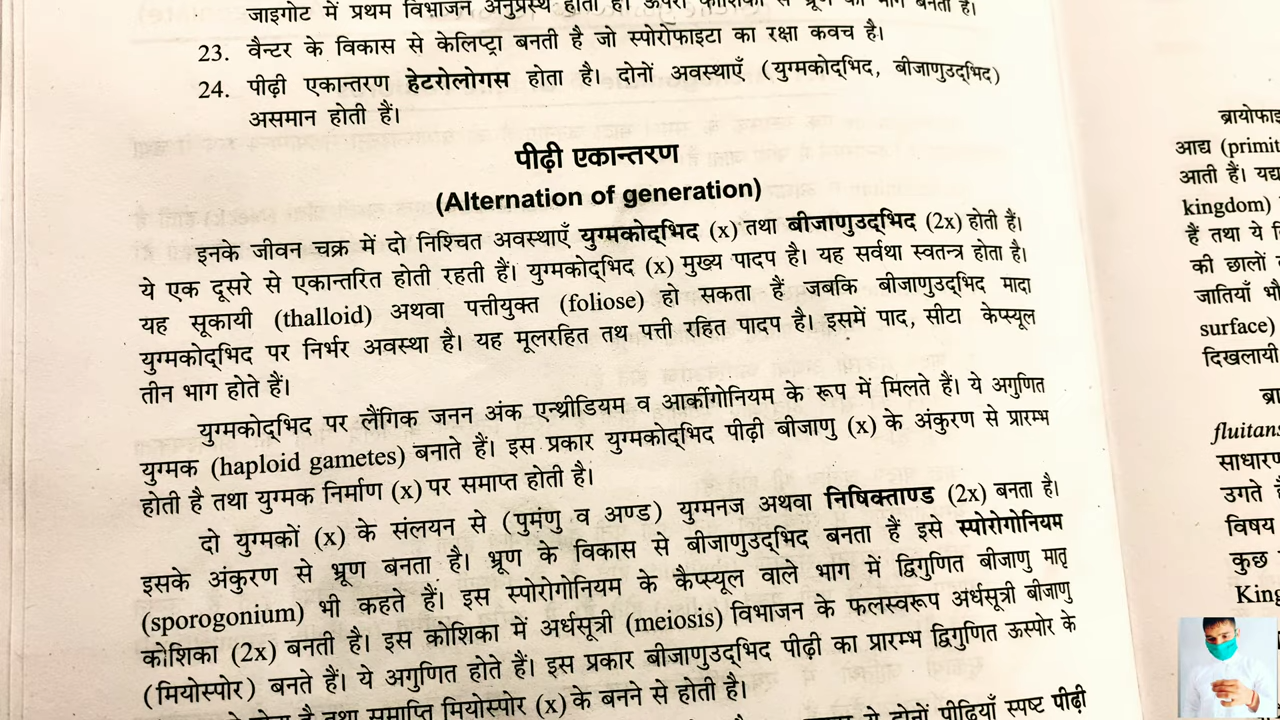 जाइगोट में प्रथम विभाजन अनुप्रस्थ होता है। ऊपरी कोशिका से भ्रूण का भाग बनता है।
23. वैन्टर के विकास से केलिप्ट्रा बनती है जो स्पोरोफाइटा का रक्षा कवच है।
24. पीढ़ी एकान्तरण हेटरोलोगस होता है। दोनों अवस्थाएँ (युग्मकोद्भिद, बीजाणुउद्भिद)
असमान होती हैं।
पीढ़ी एकान्तरण
(Alternation of generation)
इनके जीवन चक्र में दो निश्चित अवस्थाएँ युग्मकोद्भिद (x) तथा बीजाणुउद्भिद (2x) होती हैं।
ये एक दूसरे से एकान्तरित होती रहती हैं। युग्मकोद्भिद (x) मुख्य पादप है। यह सर्वथा स्वतन्त्र होता है।
यह सूकायी (thalloid) अथवा पत्तीयुक्त (foliose) हो सकता हैं जबकि बीजाणुउद्भिद मादा
युग्मकोद्भिद पर निर्भर अवस्था है। यह मूलरहित तथ पत्ती रहित पादप है। इसमें पाद, सीटा केप्स्यूल
तीन भाग होते हैं।
युग्मकोद्भिद पर लैंगिक जनन अंक एन्थ्रीडियम व आर्कीगोनियम के रूप में मिलते हैं। ये अगुणित
युग्मक (haploid gametes) बनाते हैं। इस प्रकार युग्मकोद्भिद पीढ़ी बीजाणु (x) के अंकुरण से प्रारम्भ
होती है तथा युग्मक निर्माण (x) पर समाप्त होती है।
दो युग्मकों (x) के संलयन से (पुमंणु व अण्ड) युग्मनज अथवा निषिक्ताण्ड (2x) बनता है।
इसके अंकुरण से भ्रूण बनता है। भ्रूण के विकास से बीजाणुउद्भिद बनता हैं इसे स्पोरोगोनियम
(sporogonium) भी कहते हैं। इस स्पोरोगोनियम के कैप्स्यूल वाले भाग में द्विगुणित बीजाणु मातृ
कोशिका (2x) बनती है। इस कोशिका में अर्धसूत्री (meiosis) विभाजन के फलस्वरूप अर्धसूत्री बीजाणु
(मियोस्पोर) बनते हैं। ये अगुणित होते हैं। इस प्रकार बीजाणुउद्भिद पीढ़ी का प्रारम्भ द्विगुणित ऊस्पोर के
है तथा समाप्ति मियोस्पोर (x) के बनने से होती है।
ये दोनों पीढ़ियाँ स्पष्ट पीढ़ी
आद्य (primit
आती हैं। यद्य
kingdom)
हैं तथा ये
की छालों
जातियाँ भौ
surface)
दिखलायी
ब्रा
fluitans
साधारण
उगते
विषय
कुछ
King